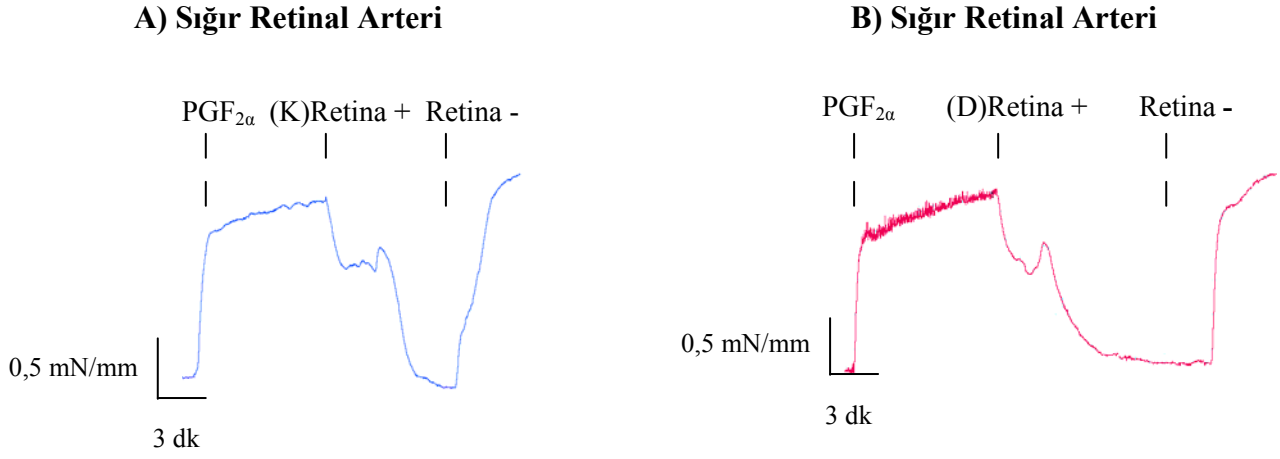 A) Sığır Retinal Arteri
PGF2α (K)Retina + Retina -
0,5 mN/mm
3 dk
B) Sığır Retinal Arteri
PGF2α (D)Retina + Retina -
0,5 mN/mm
3 dk